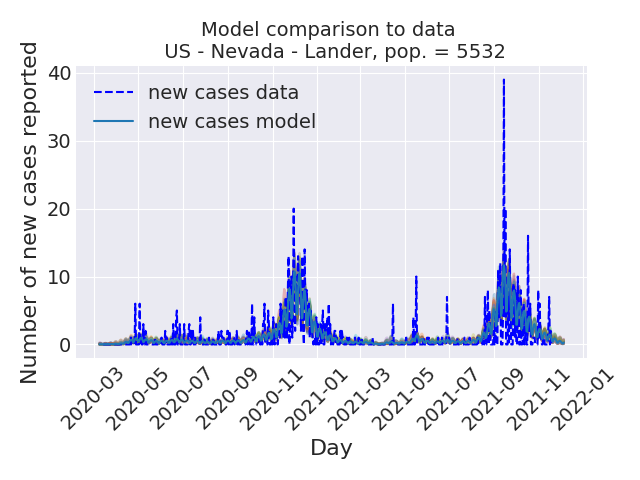 Model comparison to data
US - Nevada - Lander, pop. = 5532
Number of new cases reported
40
30
20
10
0
new cases data
new cases model
2020-03
2020-05
2020-07
2020-09
2020-11
2021-01
2021-03
2021-05
2021-07
2021-09
2021-11
2022-01
Day